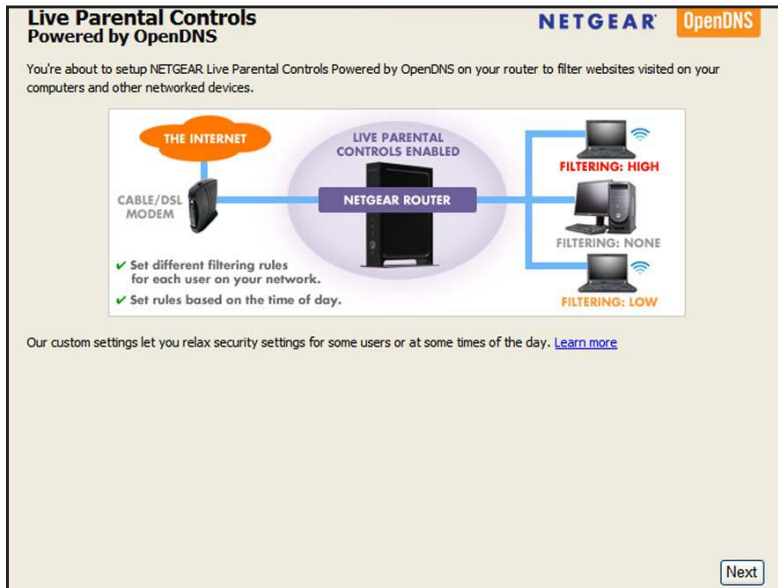 Live Parental Controls
Powered by OpenDNS
NETGEAR
OpenDNS
You're about to setup NETGEAR Live Parental Controls Powered by OpenDNS on your router to filter websites visited on your
computers and other networked devices.
THE INTERNET
CABLE/DSL
MODEM
LIVE PARENTAL
CONTROLS ENABLED
NETGEAR ROUTER
FILTERING: HIGH
FILTERING: NONE
FILTERING: LOW
✓ Set different filtering rules
for each user on your network.
✓ Set rules based on the time of day.
Our custom settings let you relax security settings for some users or at some times of the day. Learn more
Next